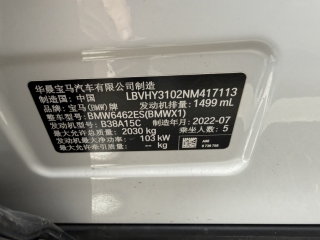 华晨宝马汽车有限公司制造
制造国：中国 LBVHY3102NM417113
品牌：宝马(BMW)牌 发动机排量：1499 mL
整车型号：BMW6462ES(BMWX1)
发动机型号：B38A15C 制造年月：2022-07
最大允许总质量：2030 kg 乘坐人数：5
发动机最大净功率：103 kW
最大允许牵引质量：-- kg